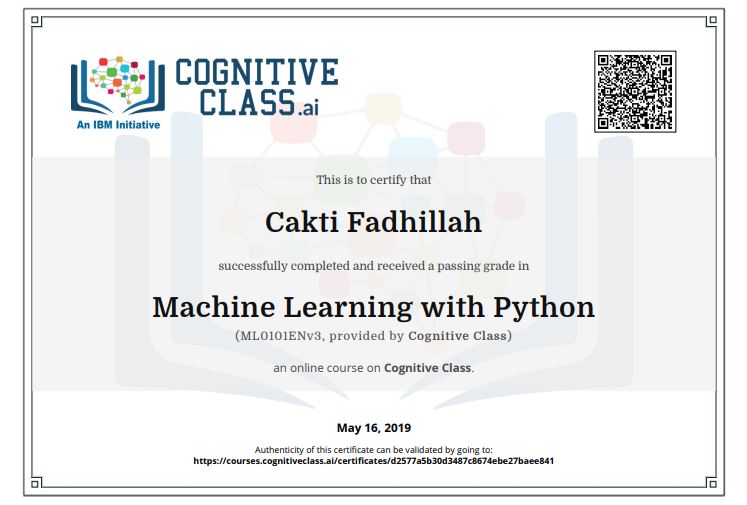 COGNITIVE
CLASS.ai
An IBM Initiative
This is to certify that
Cakti Fadhillah
successfully completed and received a passing grade in
Machine Learning with Python
(ML0101ENv3, provided by Cognitive Class)
an online course on Cognitive Class.
May 16, 2019
Authenticity of this certificate can be validated by going to:
https://courses.cognitiveclass.ai/certificates/d2577a5b30d3487c8674ebe27baee841